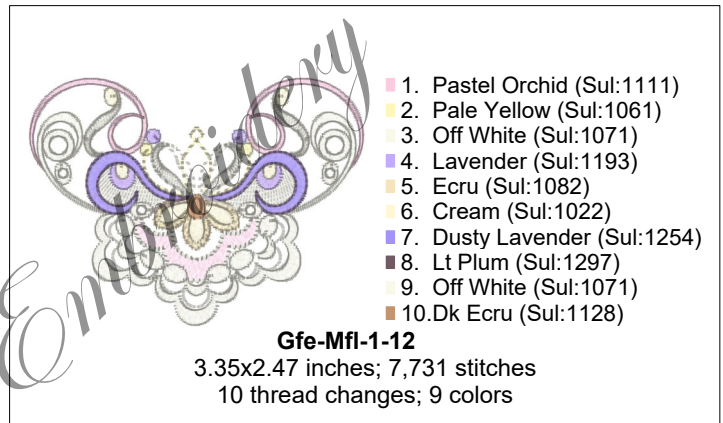 Embroidery
1. Pastel Orchid (Sul:1111)
2. Pale Yellow (Sul:1061)
3. Off White (Sul:1071)
4. Lavender (Sul:1193)
5. Ecru (Sul:1082)
6. Cream (Sul:1022)
7. Dusty Lavender (Sul:1254)
8. Lt Plum (Sul:1297)
9. Off White (Sul:1071)
10.Dk Ecru (Sul:1128)
Gfe-Mfl-1-12
3.35x2.47 inches; 7,731 stitches
10 thread changes; 9 colors